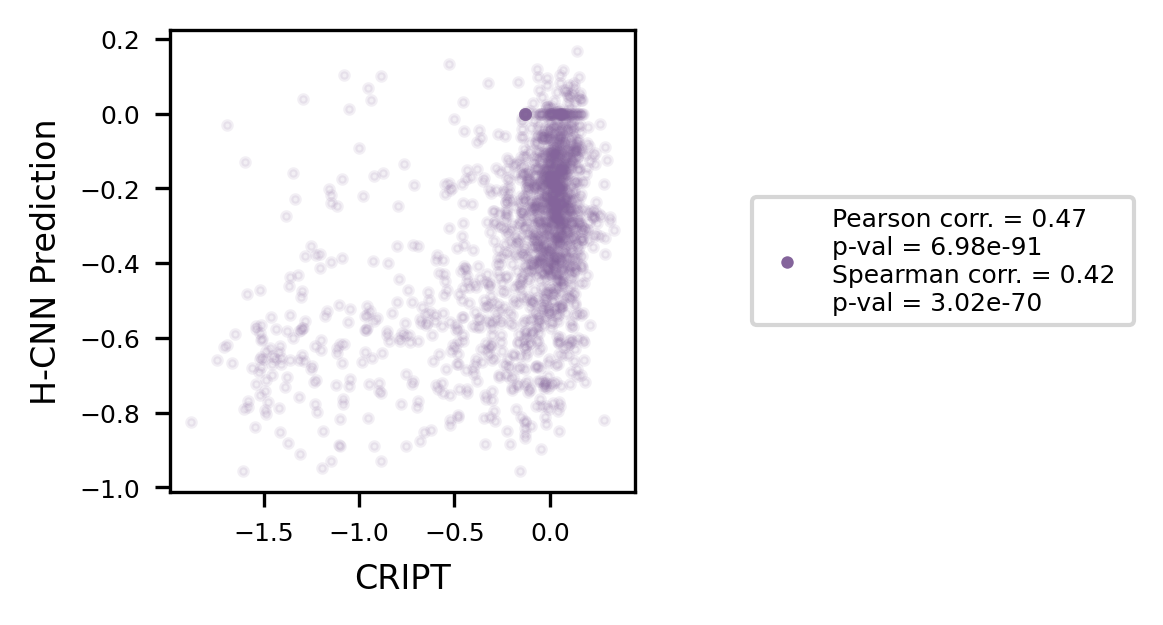 0.2
0.0
−0.2
−0.4
−0.6
−0.8
−1.0
H-CNN Prediction
−1.5
−1.0
−0.5
0.0
CRIPT
Pearson corr. = 0.47
p-val = 6.98e-91
Spearman corr. = 0.42
p-val = 3.02e-70